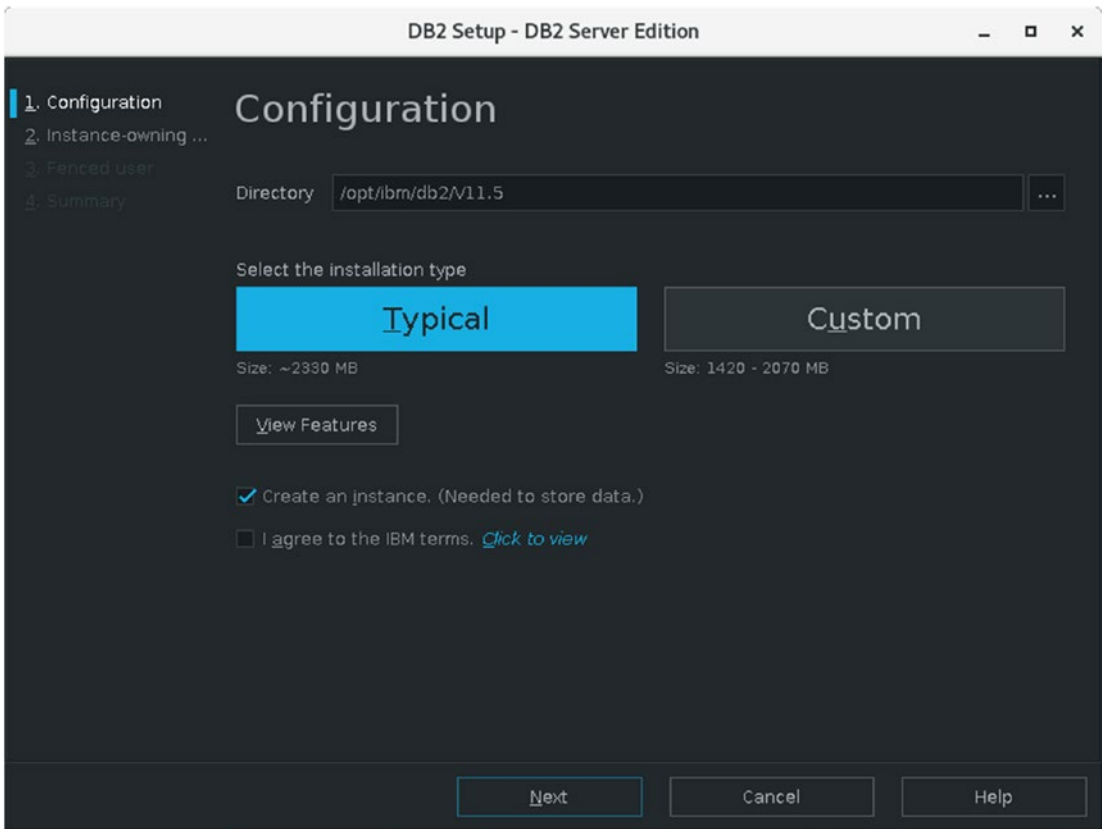 DB2 Setup - DB2 Server Edition
1. Configuration
2. Instance-owning ...
3. Fenced user
4. Summary
Configuration
Directory /opt/ibm/db2/V11.5 ...
Select the installation type
Typical Custom
Size: ~2330 MB Size: 1420 - 2070 MB
View Features
Create an instance. (Needed to store data.)
I agree to the IBM terms. Click to view
Next Cancel Help